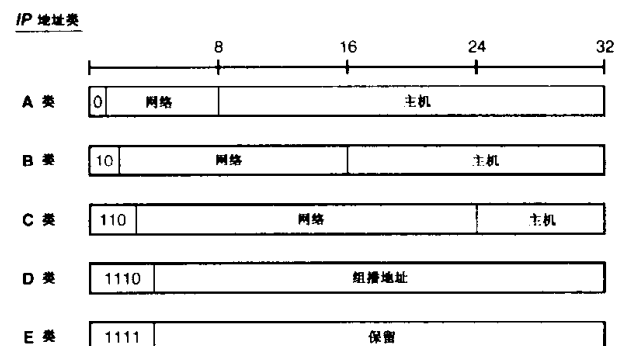 IP 地址类
8 16 24 32
A 类 0 网络 主机
B 类 10 网络 主机
C 类 110 网络 主机
D 类 1110 组播地址
E 类 1111 保留